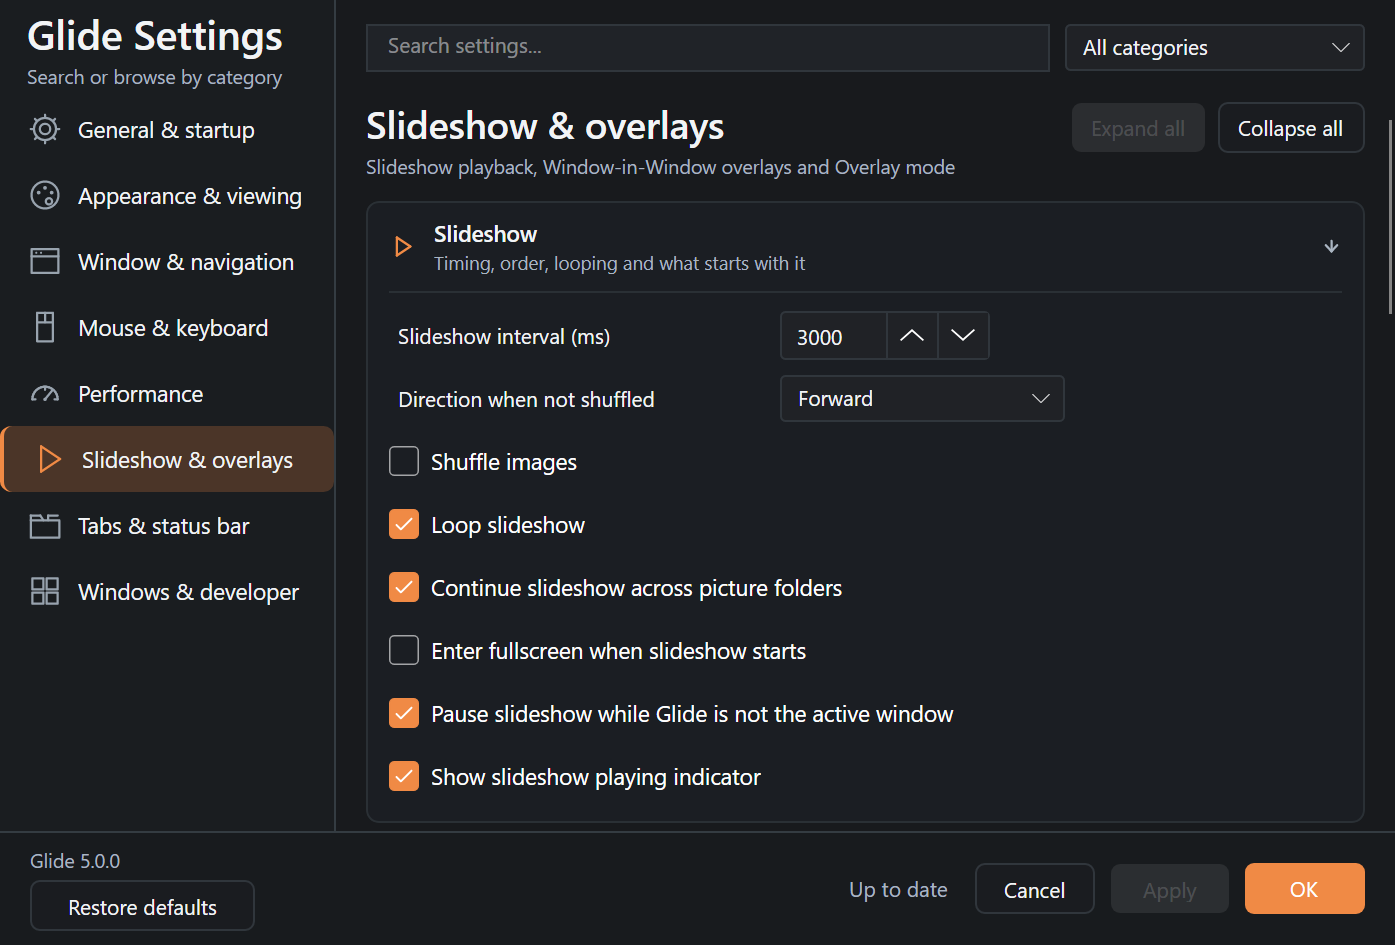 Glide Settings
Search or browse by category
General & startup
Appearance & viewing
Window & navigation
Mouse & keyboard
Performance
Slideshow & overlays
Tabs & status bar
Windows & developer
Search settings...
All categories
Slideshow & overlays
Expand all
Collapse all
Slideshow playback, Window-in-Window overlays and Overlay mode
Slideshow
Timing, order, looping and what starts with it
Slideshow interval (ms)
3000
Direction when not shuffled
Forward
Shuffle images
Loop slideshow
Continue slideshow across picture folders
Enter fullscreen when slideshow starts
Pause slideshow while Glide is not the active window
Show slideshow playing indicator
Glide 5.0.0
Restore defaults
Up to date
Cancel
Apply
OK